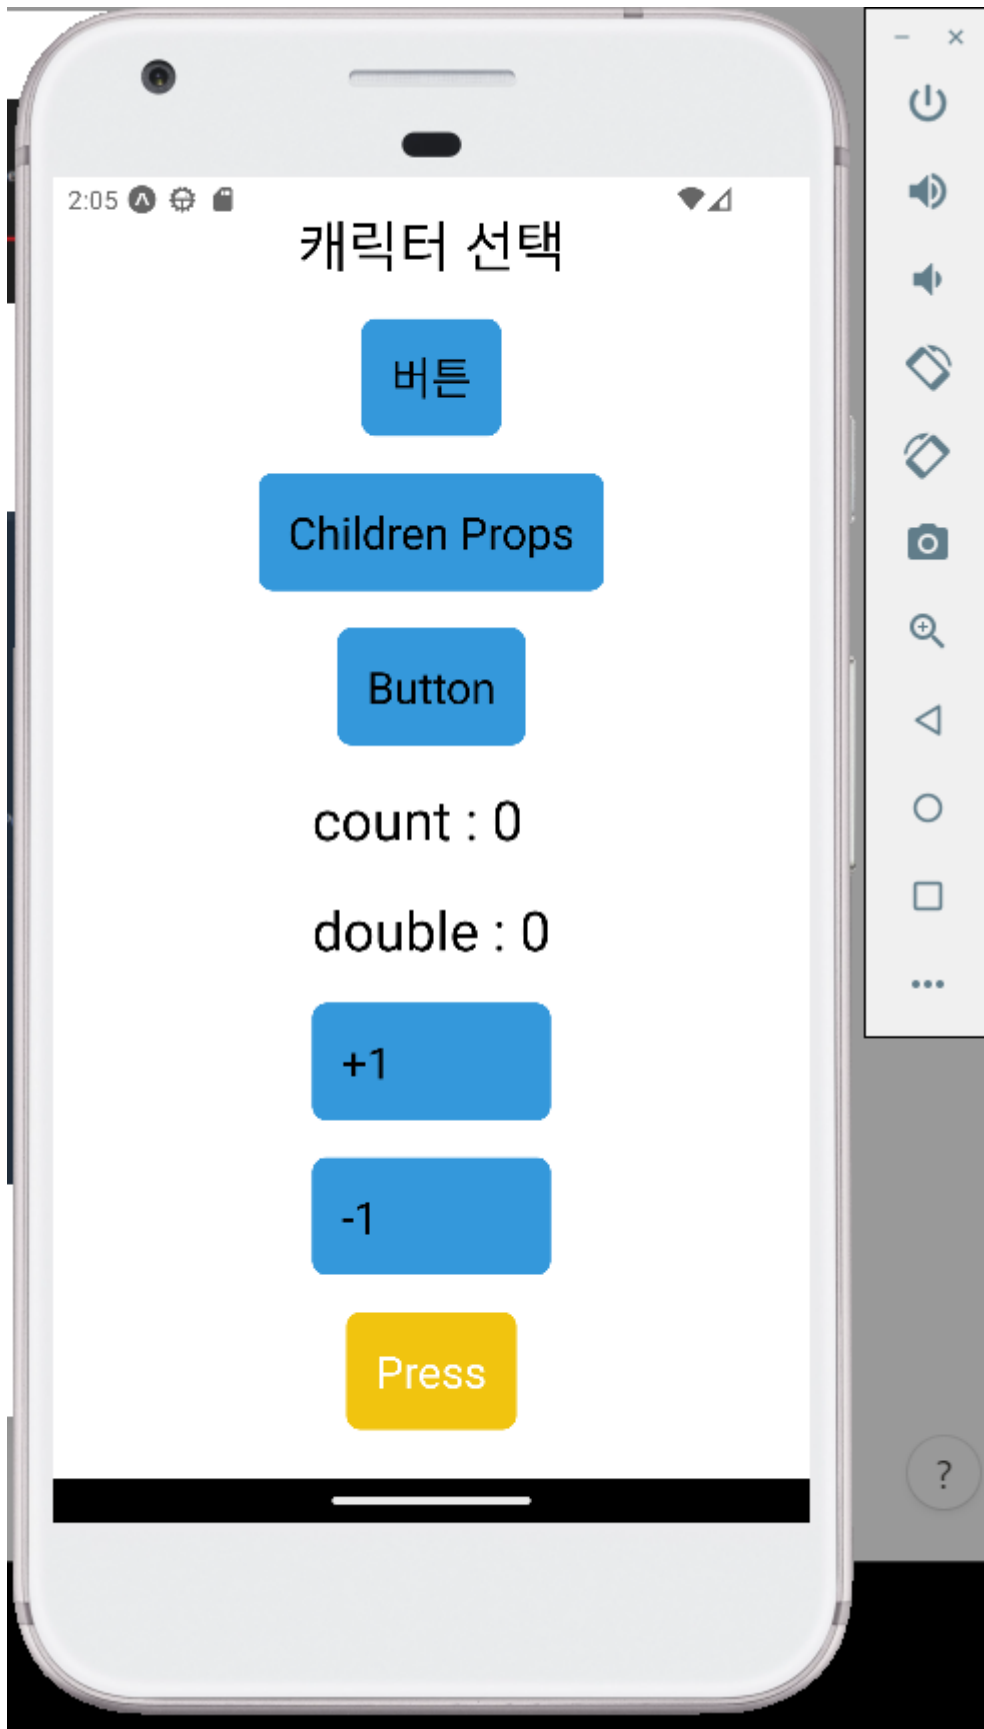 2:05
캐릭터 선택
버튼
Children Props
Button
count : 0
double : 0
+1
-1
Press
?